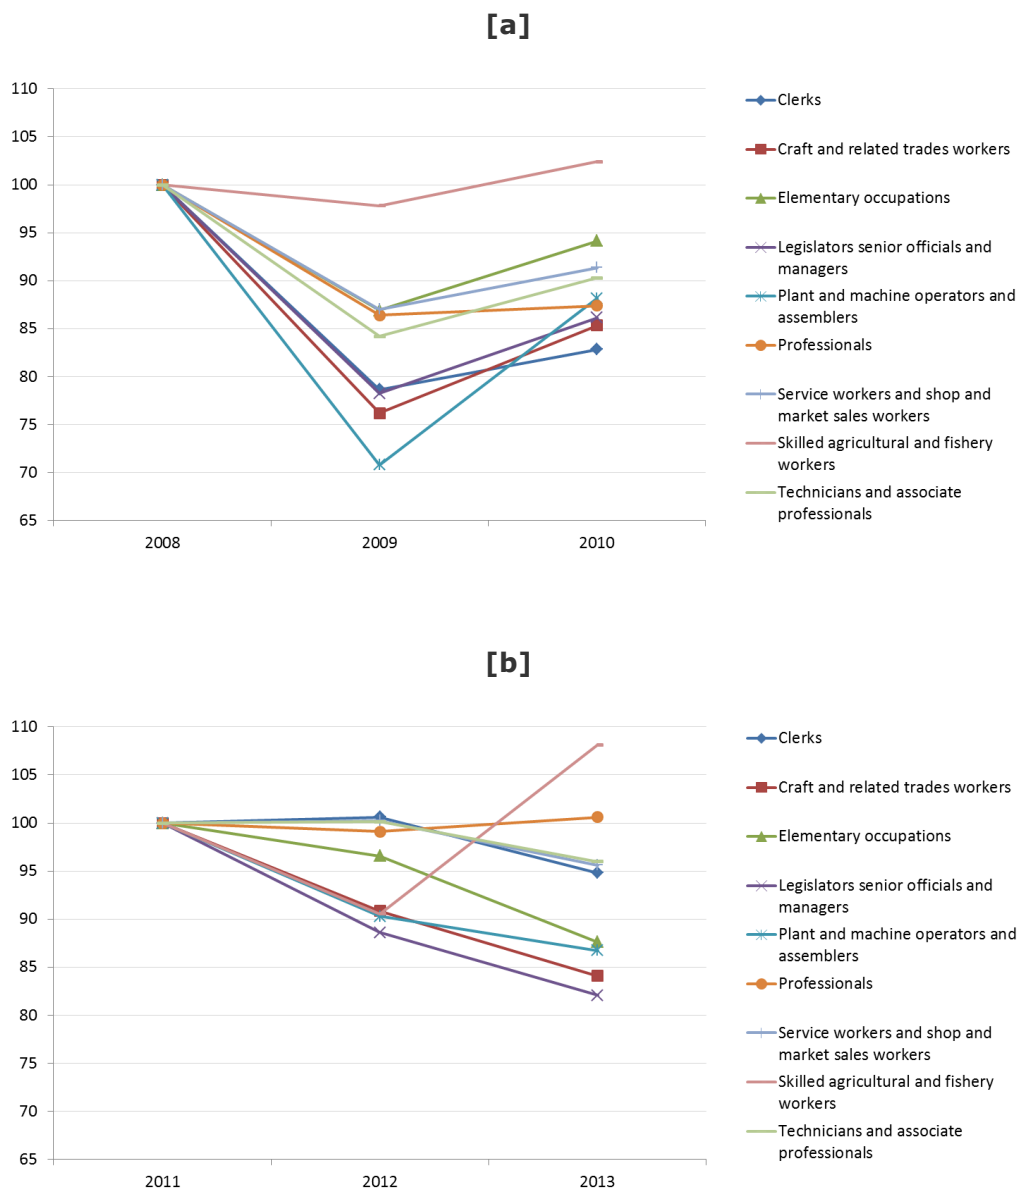 [a]
110
105
100
95
90
85
80
75
70
65
2008
2009
2010
Clerks
Craft and related trades workers
Elementary occupations
Legislators senior officials and
managers
Plant and machine operators and
assemblers
Professionals
Service workers and shop and
market sales workers
Skilled agricultural and fishery
workers
Technicians and associate
professionals
[b]
110
105
100
95
90
85
80
75
70
65
2011
2012
2013
Clerks
Craft and related trades workers
Elementary occupations
Legislators senior officials and
managers
Plant and machine operators and
assemblers
Professionals
Service workers and shop and
market sales workers
Skilled agricultural and fishery
workers
Technicians and associate
professionals